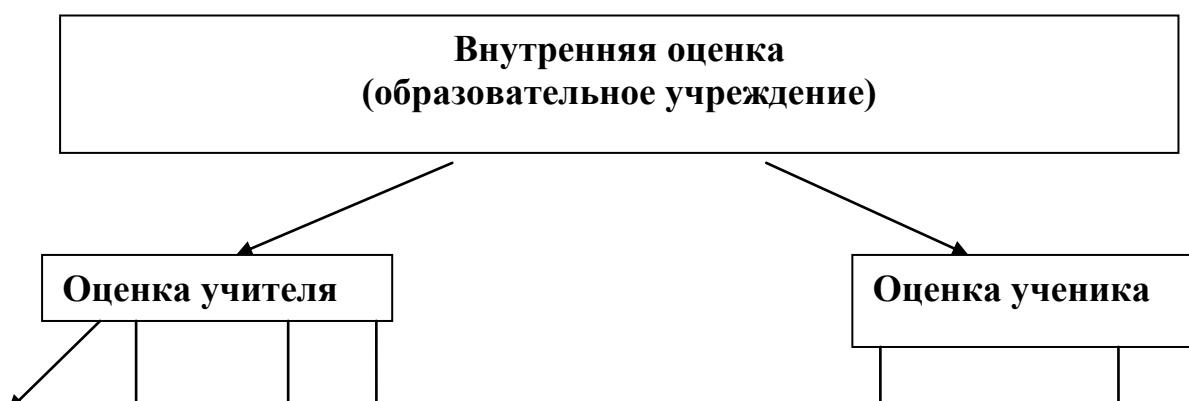 Внутренняя оценка
(образовательное учреждение)
Оценка учителя
Оценка ученика